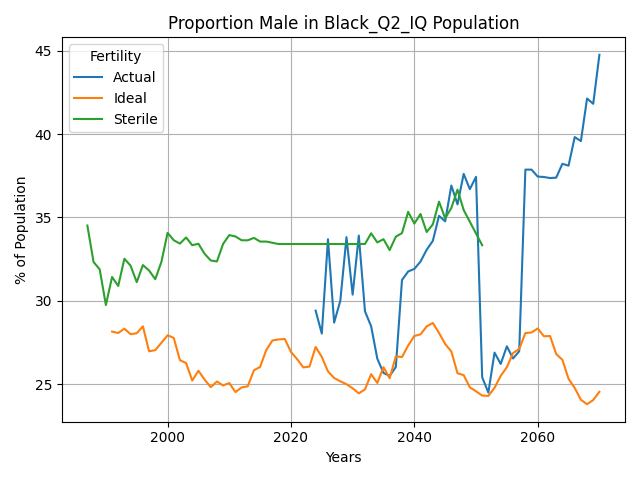 Proportion Male in Black_Q2_IQ Population
Fertility
Actual
Ideal
Sterile
% of Population
45
40
35
30
25
2000
2020
2040
2060
Years